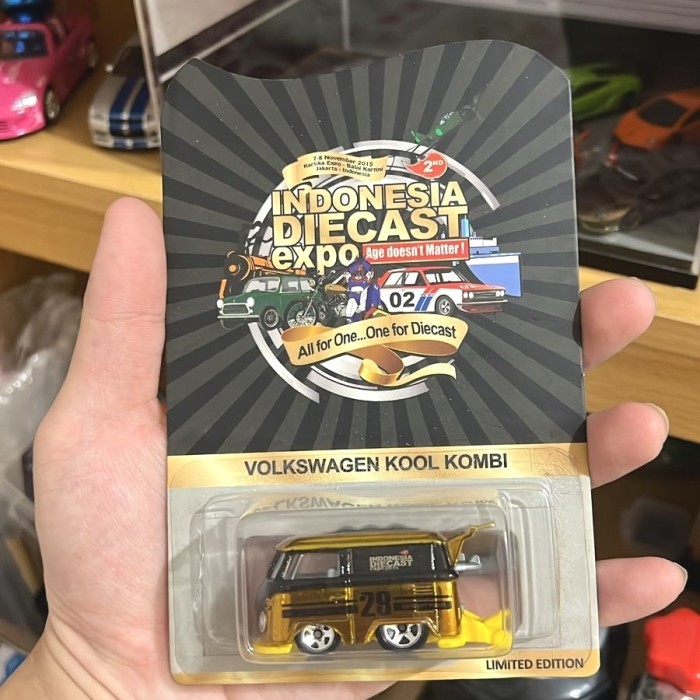 7-8 November 2015
Kartika Expo - Balai Kartini
Jakarta - Indonesia
2ND
INDONESIA
DIECAST
expo
Age doesn't Matter !
02
All for One...One for Diecast
VOLKSWAGEN KOOL KOMBI
INDONESIA
DIECAST
29
LIMITED EDITION